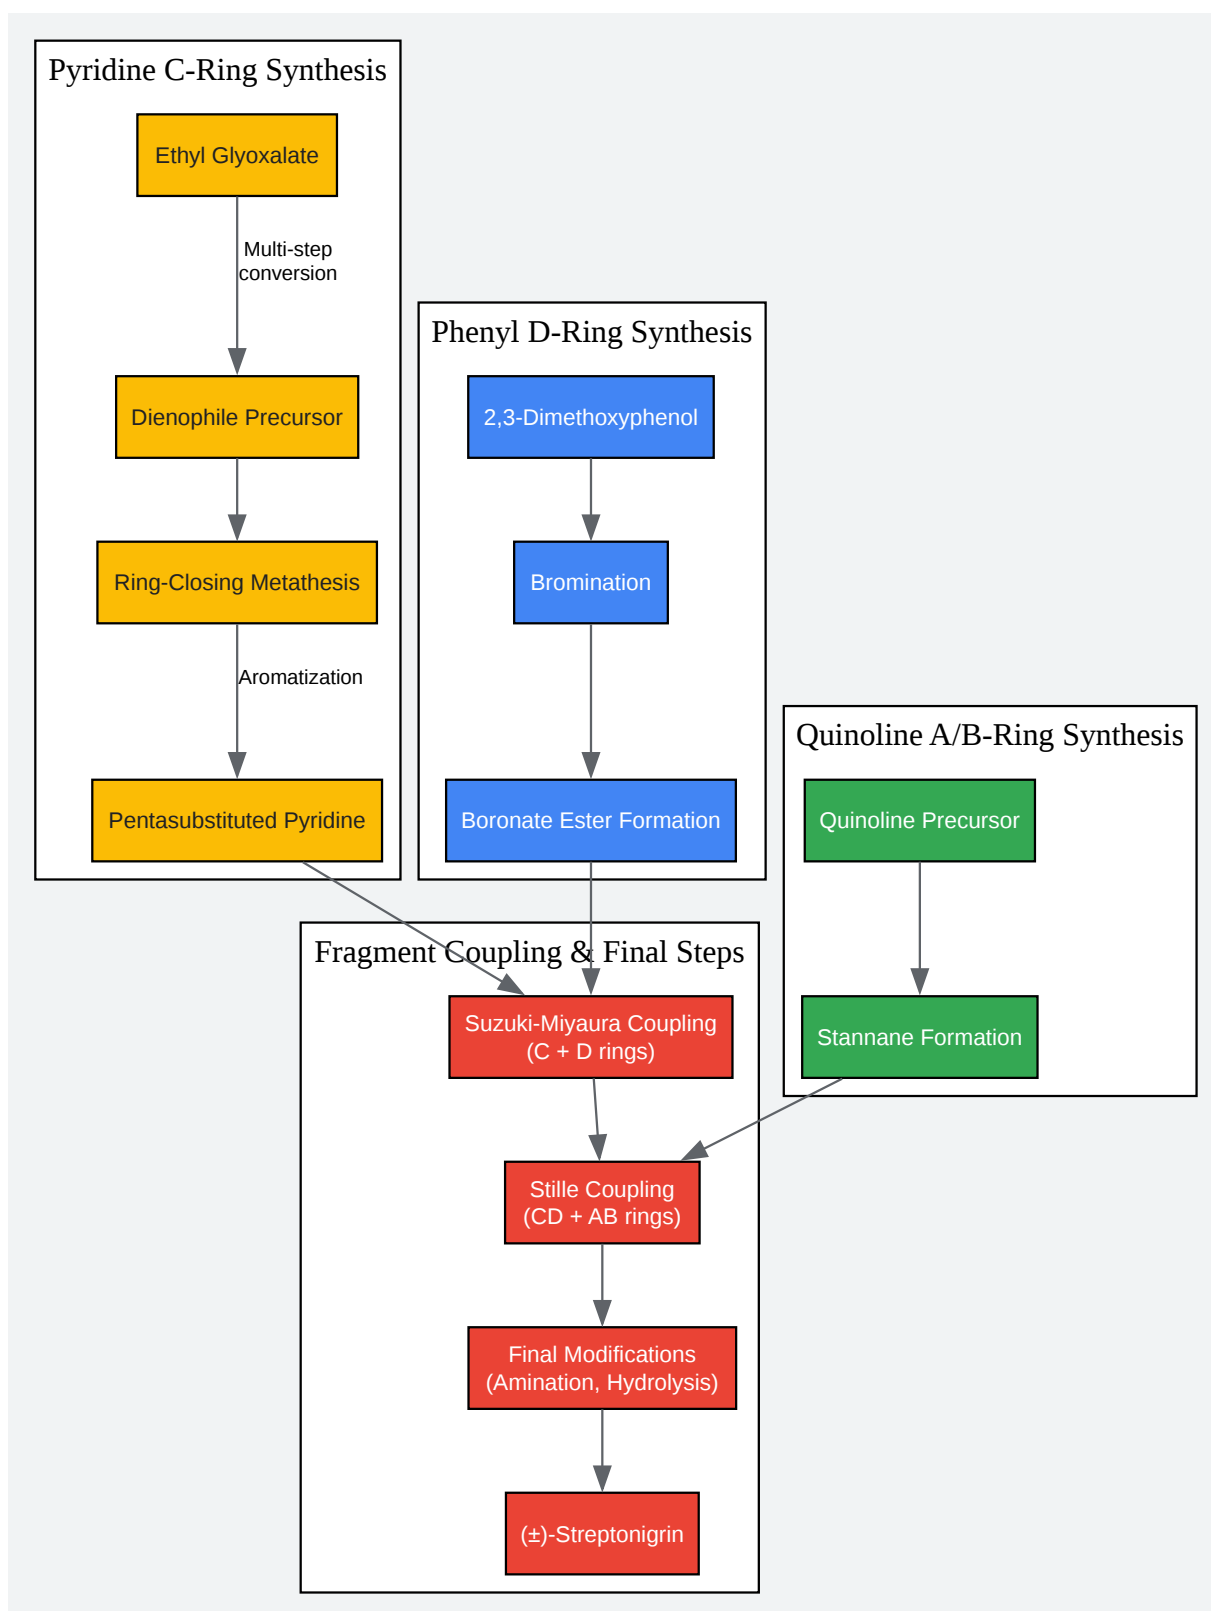 Pyridine C-Ring Synthesis
Ethyl Glyoxalate
Multi-step
conversion
Dienophile Precursor
Ring-Closing Metathesis
Aromatization
Pentasubstituted Pyridine
Phenyl D-Ring Synthesis
2,3-Dimethoxyphenol
Bromination
Boronate Ester Formation
Quinoline A/B-Ring Synthesis
Quinoline Precursor
Stannane Formation
Fragment Coupling & Final Steps
Suzuki-Miyaura Coupling
(C + D rings)
Stille Coupling
(CD + AB rings)
Final Modifications
(Amination, Hydrolysis)
(±)-Streptonigrin